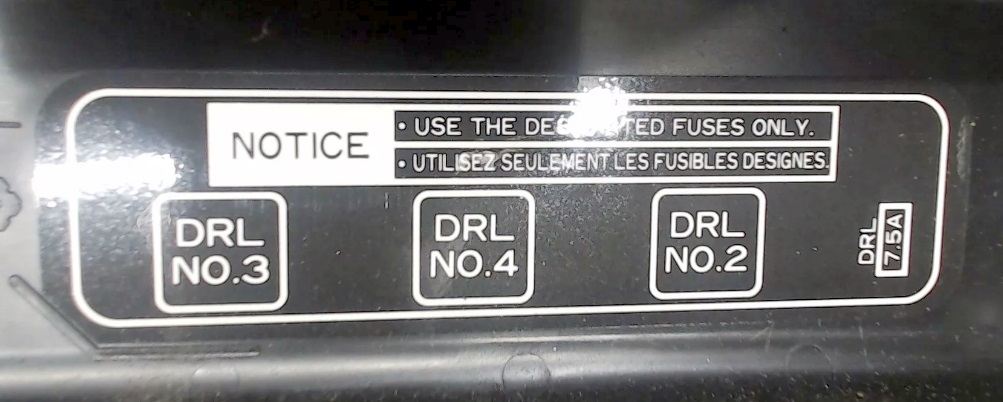 NOTICE
• USE THE DESIGNATED FUSES ONLY.
• UTILISEZ SEULEMENT LES FUSIBLES DESIGNES.
DRL
NO.3
DRL
NO.4
DRL
NO.2
DRL
7.5A